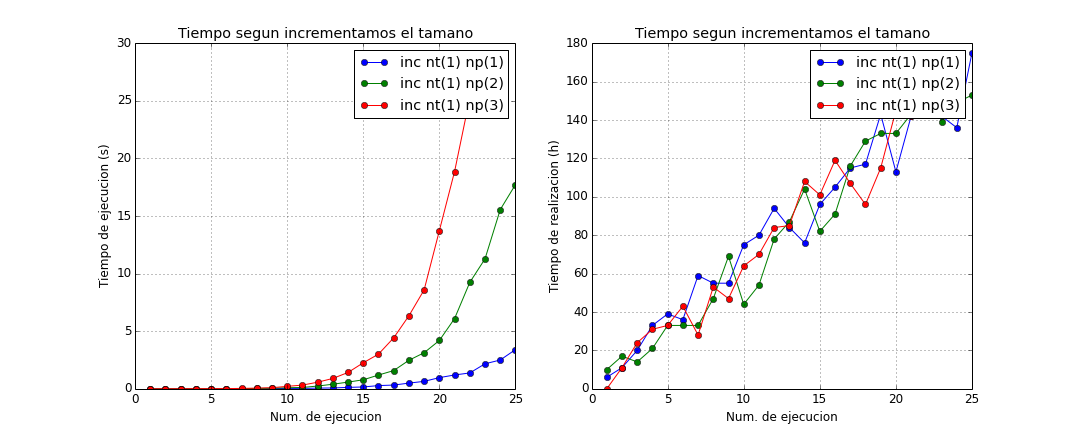 Tiempo segun incrementamos el tamano
30
25
20
15
10
5
0
Tiempo de ejecucion (s)
inc nt(1) np(1)
inc nt(1) np(2)
inc nt(1) np(3)
0 5 10 15 20 25
Num. de ejecucion
Tiempo segun incrementamos el tamano
180
160
140
120
100
80
60
40
20
0
Tiempo de realizacion (h)
inc nt(1) np(1)
inc nt(1) np(2)
inc nt(1) np(3)
0 5 10 15 20 25
Num. de ejecucion